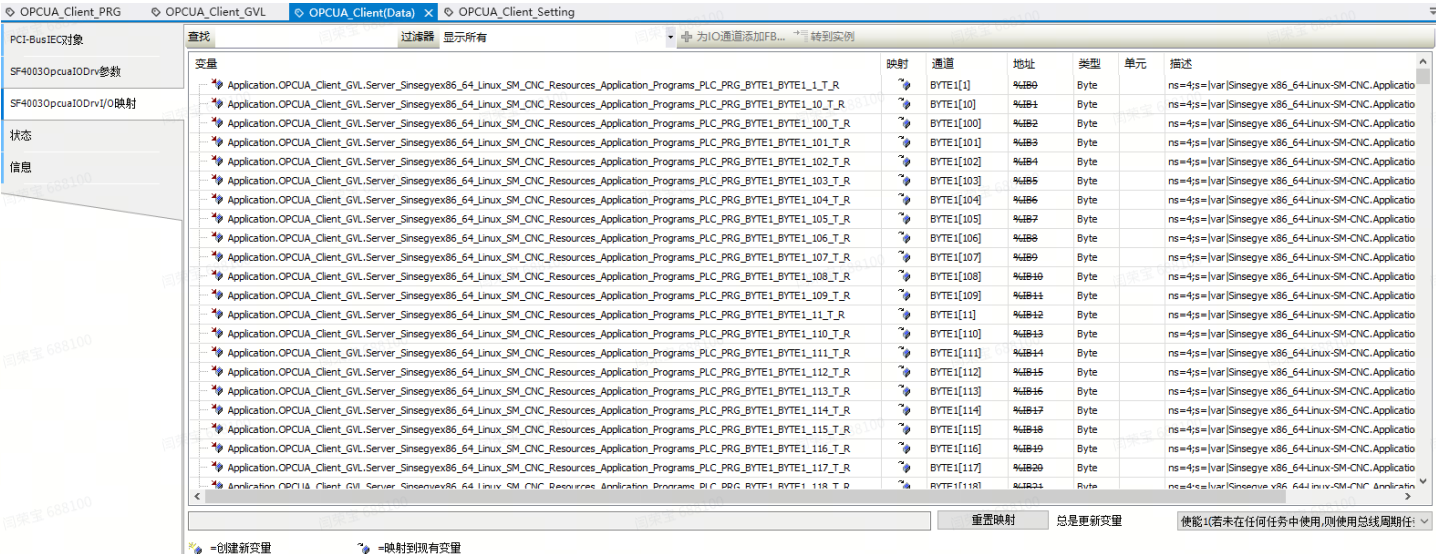 OPCUA_Client_PRG OPCUA_Client_GVL OPCUA_Client(Data) OPCUA_Client_Setting
PCI-BusIEC对象
SF4003OpcuaIODrv参数
SF4003OpcuaIODrvI/O映射
状态
信息
查找 过滤器 显示所有 为IO通道添加FB... 转到实例
变量 映射 通道 地址 类型 单元 描述
Application.OPCUA_Client_GVL.Server_Sinsegyex86_64_Linux_SM_CNC_Resources_Application_Programs_PLC_PRG_BYTE1_BYTE1_1_T_R BYTE1[1] %IB0 Byte ns=4;s=|var|Sinsegye x86_64-Linux-SM-CNC.Applicatio
Application.OPCUA_Client_GVL.Server_Sinsegyex86_64_Linux_SM_CNC_Resources_Application_Programs_PLC_PRG_BYTE1_BYTE1_10_T_R BYTE1[10] %IB1 Byte ns=4;s=|var|Sinsegye x86_64-Linux-SM-CNC.Applicatio
Application.OPCUA_Client_GVL.Server_Sinsegyex86_64_Linux_SM_CNC_Resources_Application_Programs_PLC_PRG_BYTE1_BYTE1_100_T_R BYTE1[100] %IB2 Byte ns=4;s=|var|Sinsegye x86_64-Linux-SM-CNC.Applicatio
Application.OPCUA_Client_GVL.Server_Sinsegyex86_64_Linux_SM_CNC_Resources_Application_Programs_PLC_PRG_BYTE1_BYTE1_101_T_R BYTE1[101] %IB3 Byte ns=4;s=|var|Sinsegye x86_64-Linux-SM-CNC.Applicatio
Application.OPCUA_Client_GVL.Server_Sinsegyex86_64_Linux_SM_CNC_Resources_Application_Programs_PLC_PRG_BYTE1_BYTE1_102_T_R BYTE1[102] %IB4 Byte ns=4;s=|var|Sinsegye x86_64-Linux-SM-CNC.Applicatio
Application.OPCUA_Client_GVL.Server_Sinsegyex86_64_Linux_SM_CNC_Resources_Application_Programs_PLC_PRG_BYTE1_BYTE1_103_T_R BYTE1[103] %IB5 Byte ns=4;s=|var|Sinsegye x86_64-Linux-SM-CNC.Applicatio
Application.OPCUA_Client_GVL.Server_Sinsegyex86_64_Linux_SM_CNC_Resources_Application_Programs_PLC_PRG_BYTE1_BYTE1_104_T_R BYTE1[104] %IB6 Byte ns=4;s=|var|Sinsegye x86_64-Linux-SM-CNC.Applicatio
Application.OPCUA_Client_GVL.Server_Sinsegyex86_64_Linux_SM_CNC_Resources_Application_Programs_PLC_PRG_BYTE1_BYTE1_105_T_R BYTE1[105] %IB7 Byte ns=4;s=|var|Sinsegye x86_64-Linux-SM-CNC.Applicatio
Application.OPCUA_Client_GVL.Server_Sinsegyex86_64_Linux_SM_CNC_Resources_Application_Programs_PLC_PRG_BYTE1_BYTE1_106_T_R BYTE1[106] %IB8 Byte ns=4;s=|var|Sinsegye x86_64-Linux-SM-CNC.Applicatio
Application.OPCUA_Client_GVL.Server_Sinsegyex86_64_Linux_SM_CNC_Resources_Application_Programs_PLC_PRG_BYTE1_BYTE1_107_T_R BYTE1[107] %IB9 Byte ns=4;s=|var|Sinsegye x86_64-Linux-SM-CNC.Applicatio
Application.OPCUA_Client_GVL.Server_Sinsegyex86_64_Linux_SM_CNC_Resources_Application_Programs_PLC_PRG_BYTE1_BYTE1_108_T_R BYTE1[108] %IB10 Byte ns=4;s=|var|Sinsegye x86_64-Linux-SM-CNC.Applicatio
Application.OPCUA_Client_GVL.Server_Sinsegyex86_64_Linux_SM_CNC_Resources_Application_Programs_PLC_PRG_BYTE1_BYTE1_109_T_R BYTE1[109] %IB11 Byte ns=4;s=|var|Sinsegye x86_64-Linux-SM-CNC.Applicatio
Application.OPCUA_Client_GVL.Server_Sinsegyex86_64_Linux_SM_CNC_Resources_Application_Programs_PLC_PRG_BYTE1_BYTE1_11_T_R BYTE1[11] %IB12 Byte ns=4;s=|var|Sinsegye x86_64-Linux-SM-CNC.Applicatio
Application.OPCUA_Client_GVL.Server_Sinsegyex86_64_Linux_SM_CNC_Resources_Application_Programs_PLC_PRG_BYTE1_BYTE1_110_T_R BYTE1[110] %IB13 Byte ns=4;s=|var|Sinsegye x86_64-Linux-SM-CNC.Applicatio
Application.OPCUA_Client_GVL.Server_Sinsegyex86_64_Linux_SM_CNC_Resources_Application_Programs_PLC_PRG_BYTE1_BYTE1_111_T_R BYTE1[111] %IB14 Byte ns=4;s=|var|Sinsegye x86_64-Linux-SM-CNC.Applicatio
Application.OPCUA_Client_GVL.Server_Sinsegyex86_64_Linux_SM_CNC_Resources_Application_Programs_PLC_PRG_BYTE1_BYTE1_112_T_R BYTE1[112] %IB15 Byte ns=4;s=|var|Sinsegye x86_64-Linux-SM-CNC.Applicatio
Application.OPCUA_Client_GVL.Server_Sinsegyex86_64_Linux_SM_CNC_Resources_Application_Programs_PLC_PRG_BYTE1_BYTE1_113_T_R BYTE1[113] %IB16 Byte ns=4;s=|var|Sinsegye x86_64-Linux-SM-CNC.Applicatio
Application.OPCUA_Client_GVL.Server_Sinsegyex86_64_Linux_SM_CNC_Resources_Application_Programs_PLC_PRG_BYTE1_BYTE1_114_T_R BYTE1[114] %IB17 Byte ns=4;s=|var|Sinsegye x86_64-Linux-SM-CNC.Applicatio
Application.OPCUA_Client_GVL.Server_Sinsegyex86_64_Linux_SM_CNC_Resources_Application_Programs_PLC_PRG_BYTE1_BYTE1_115_T_R BYTE1[115] %IB18 Byte ns=4;s=|var|Sinsegye x86_64-Linux-SM-CNC.Applicatio
Application.OPCUA_Client_GVL.Server_Sinsegyex86_64_Linux_SM_CNC_Resources_Application_Programs_PLC_PRG_BYTE1_BYTE1_116_T_R BYTE1[116] %IB19 Byte ns=4;s=|var|Sinsegye x86_64-Linux-SM-CNC.Applicatio
Application.OPCUA_Client_GVL.Server_Sinsegyex86_64_Linux_SM_CNC_Resources_Application_Programs_PLC_PRG_BYTE1_BYTE1_117_T_R BYTE1[117] %IB20 Byte ns=4;s=|var|Sinsegye x86_64-Linux-SM-CNC.Applicatio
Application.OPCUA_Client_GVL.Server_Sinsegyex86_64_Linux_SM_CNC_Resources_Application_Programs_PLC_PRG_BYTE1_BYTE1_118_T_R BYTE1[118] %IB21 Byte ns=4;s=|var|Sinsegye x86_64-Linux-SM-CNC.Applicatio
重置映射 总是更新变量 使能1(若未在任何任务中使用,则使用总线周期任
=创建新变量 =映射到现有变量
闫荣宝 688100